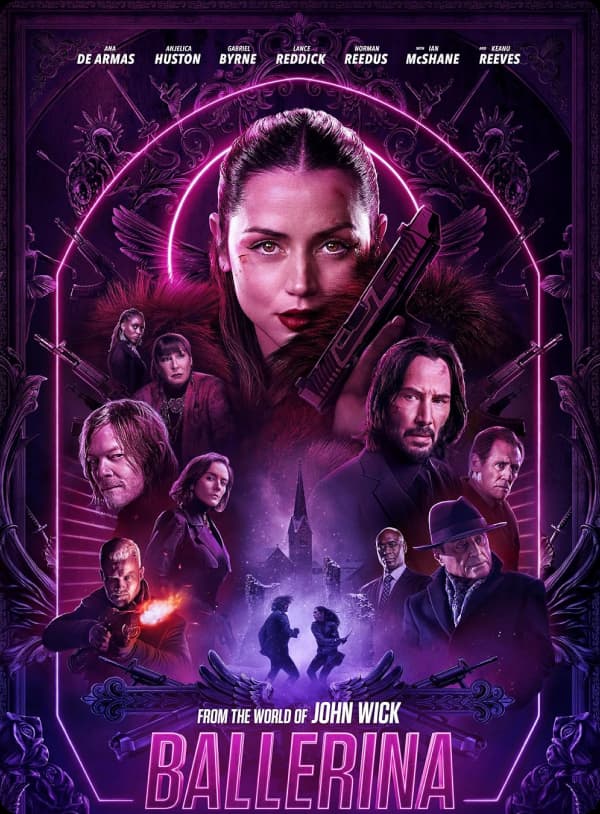 ANA DE ARMAS
ANJELICA HUSTON
GABRIEL BYRNE
LANCE REDDICK
NORMAN REEDUS
WITH IAN McSHANE
AND KEANU REEVES
FROM THE WORLD OF JOHN WICK
BALLERINA